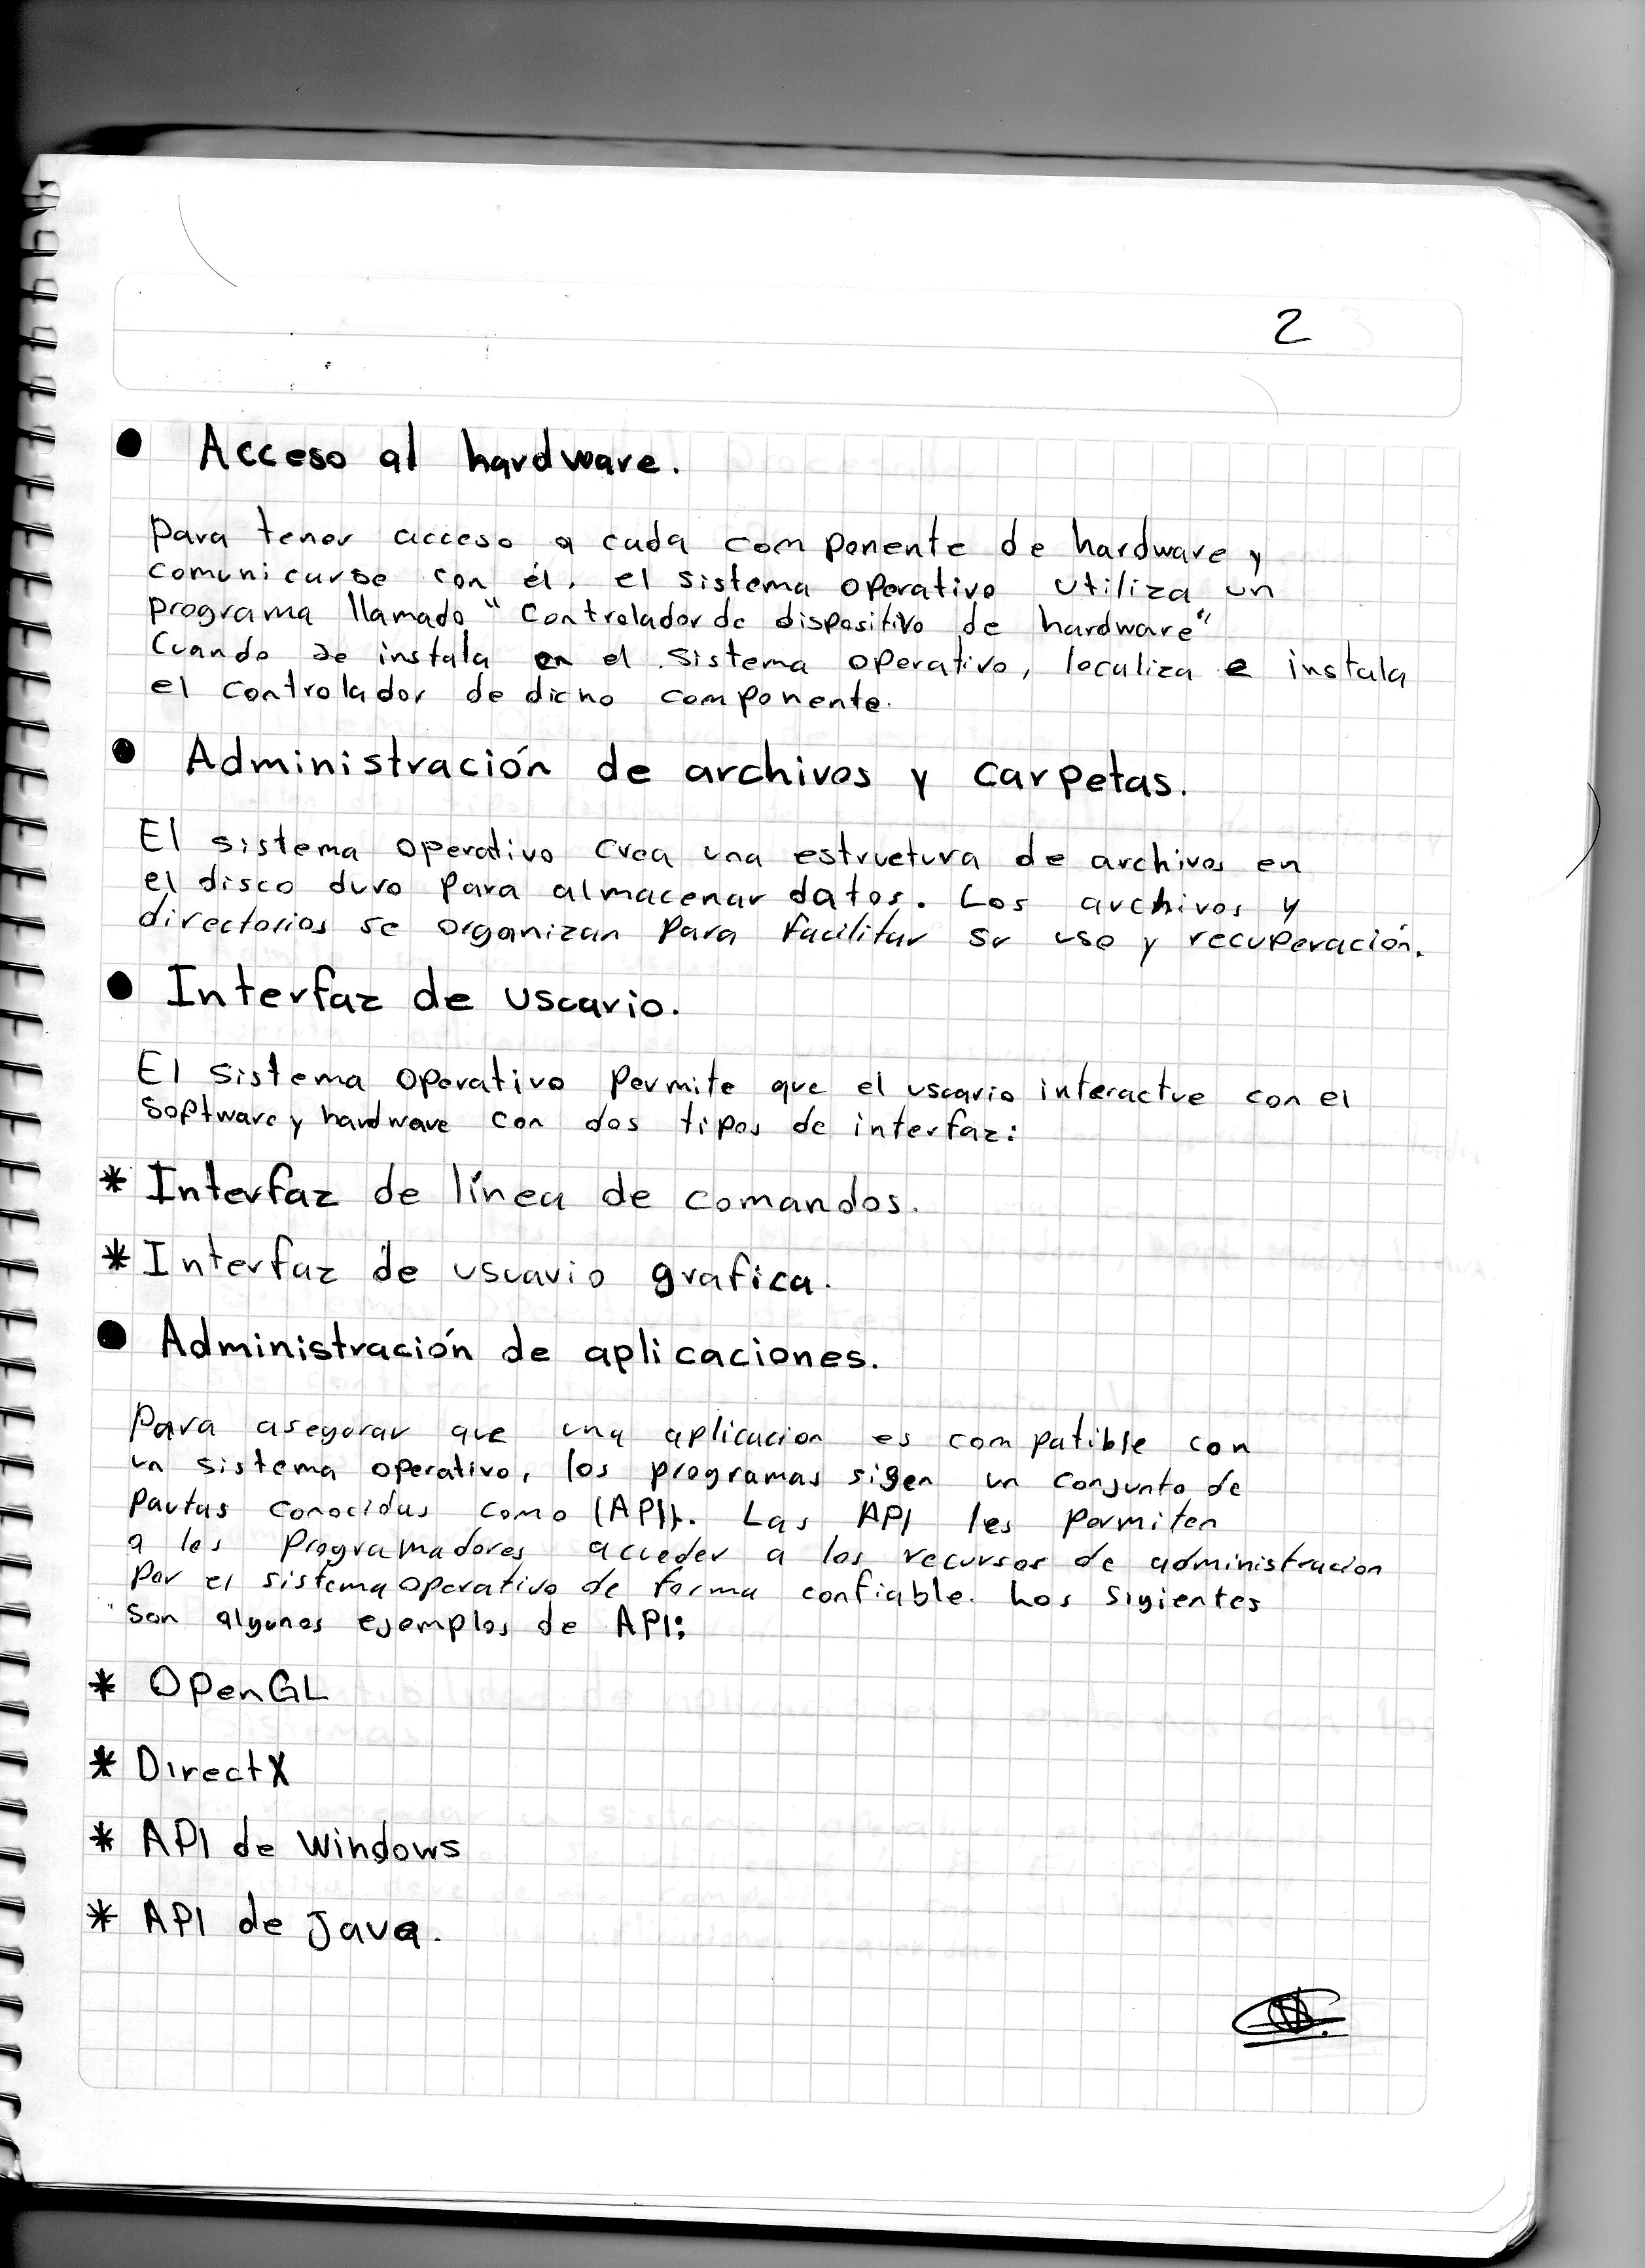 2
● Acceso al hardware.
Para tener acceso a cada componente de hardware y
comunicarse con él, el sistema operativo utiliza un
programa llamado "Controlador de dispositivo de hardware"
Cuando se instala en el sistema operativo, localiza e instala
el controlador de dicho componente.
● Administración de archivos y carpetas.
El sistema operativo crea una estructura de archivos en
el disco duro para almacenar datos. Los archivos y
directorios se organizan para facilitar su uso y recuperación.
● Interfaz de usuario.
El sistema operativo permite que el usuario interactue con el
software y hardware con dos tipos de interfaz:
* Interfaz de línea de comandos.
* Interfaz de usuario grafica.
● Administración de aplicaciones.
Para asegurar que una aplicacion es compatible con
un sistema operativo, los programas sigen un conjunto de
pautas conocidas como (API). Las API les permiten
a los programadores acceder a los recursos de administracion
por el sistema operativo de forma confiable. Los sigientes
son algunos ejemplos de API:
* OpenGL
* DirectX
* API de Windows
* API de Java.